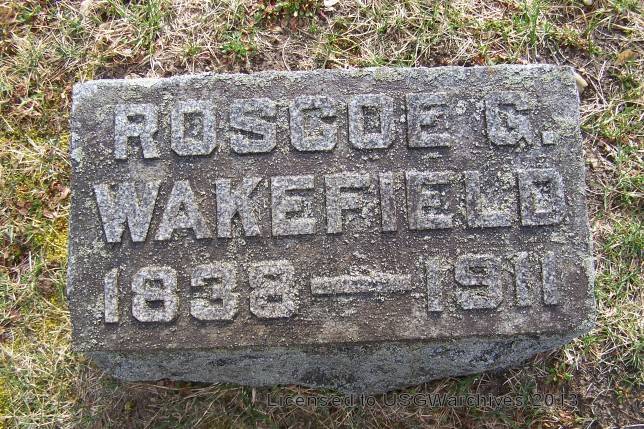 ROSCOE G.
WAKEFIELD
1838 — 1911
Licensed to USGWarchives 2013